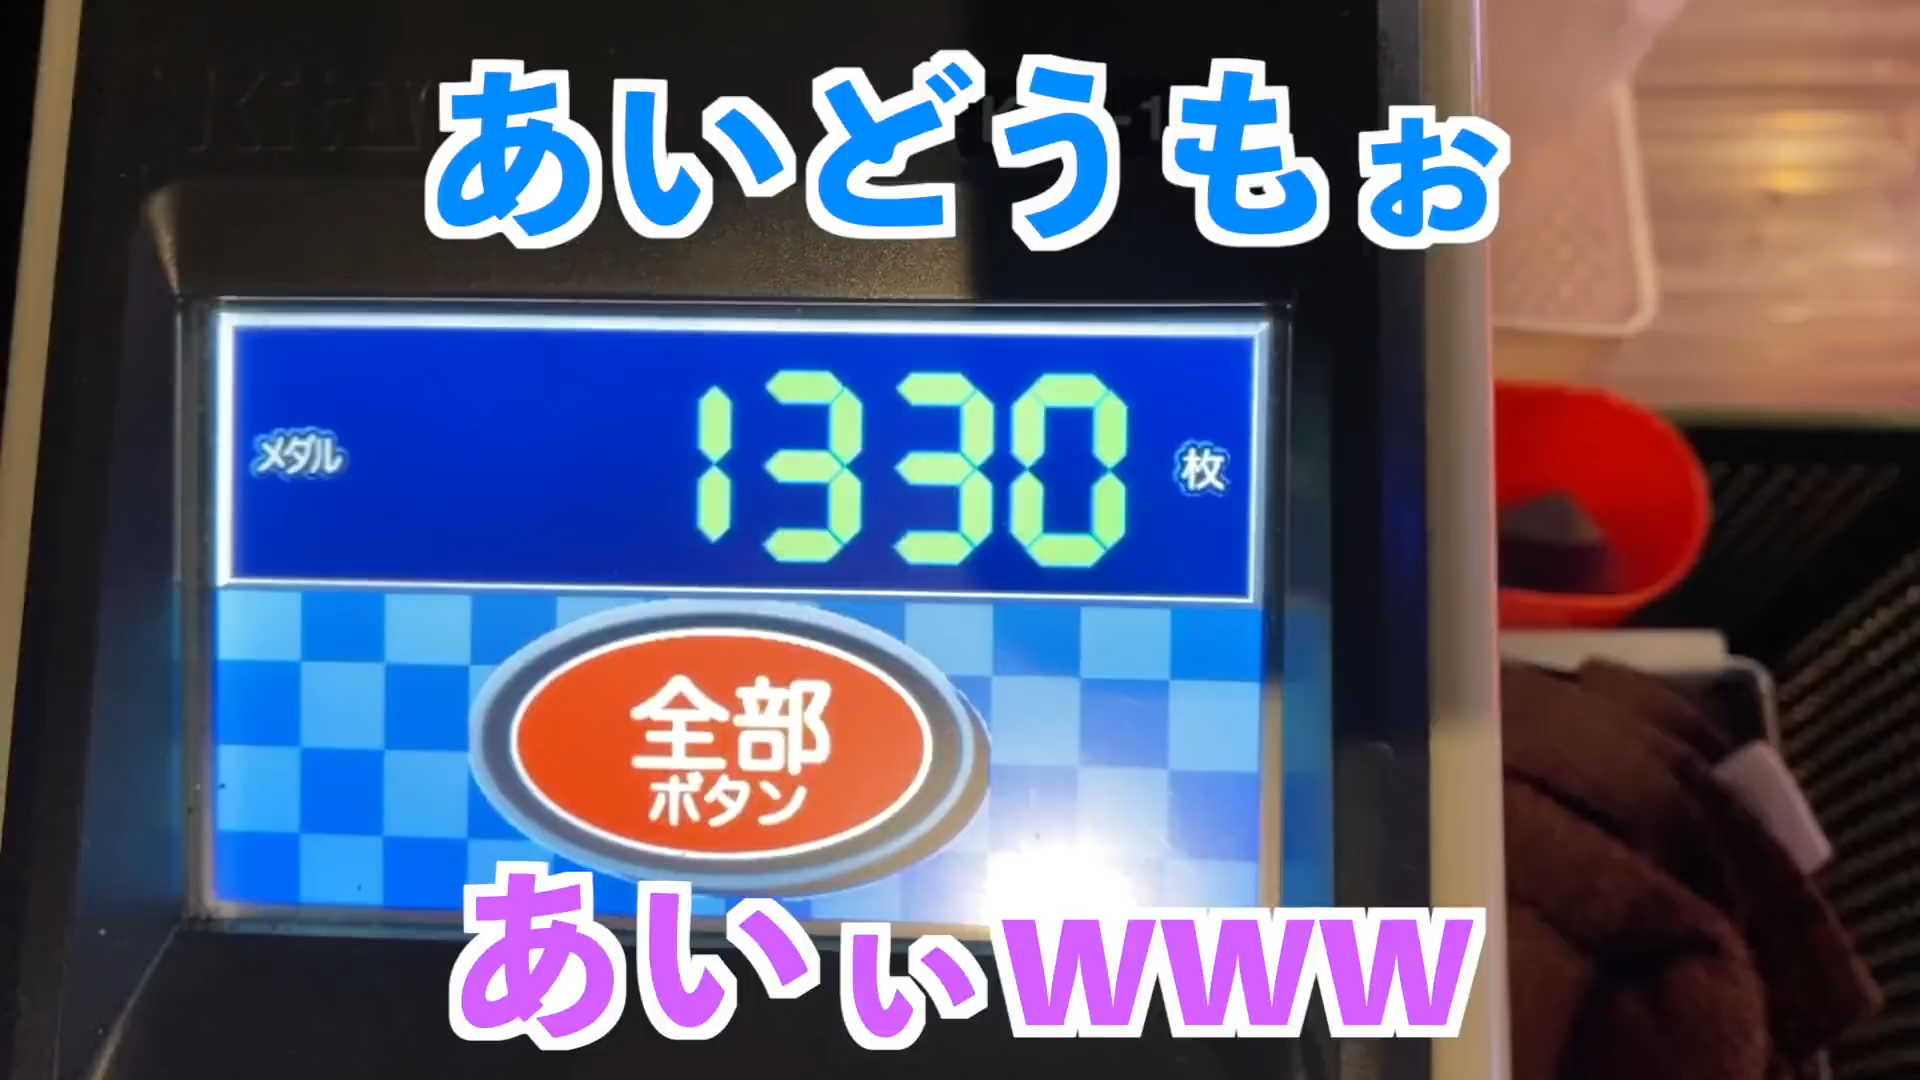 あいどうもぉ
メダル 1330 枚
全部
ボタン
あいぃwww